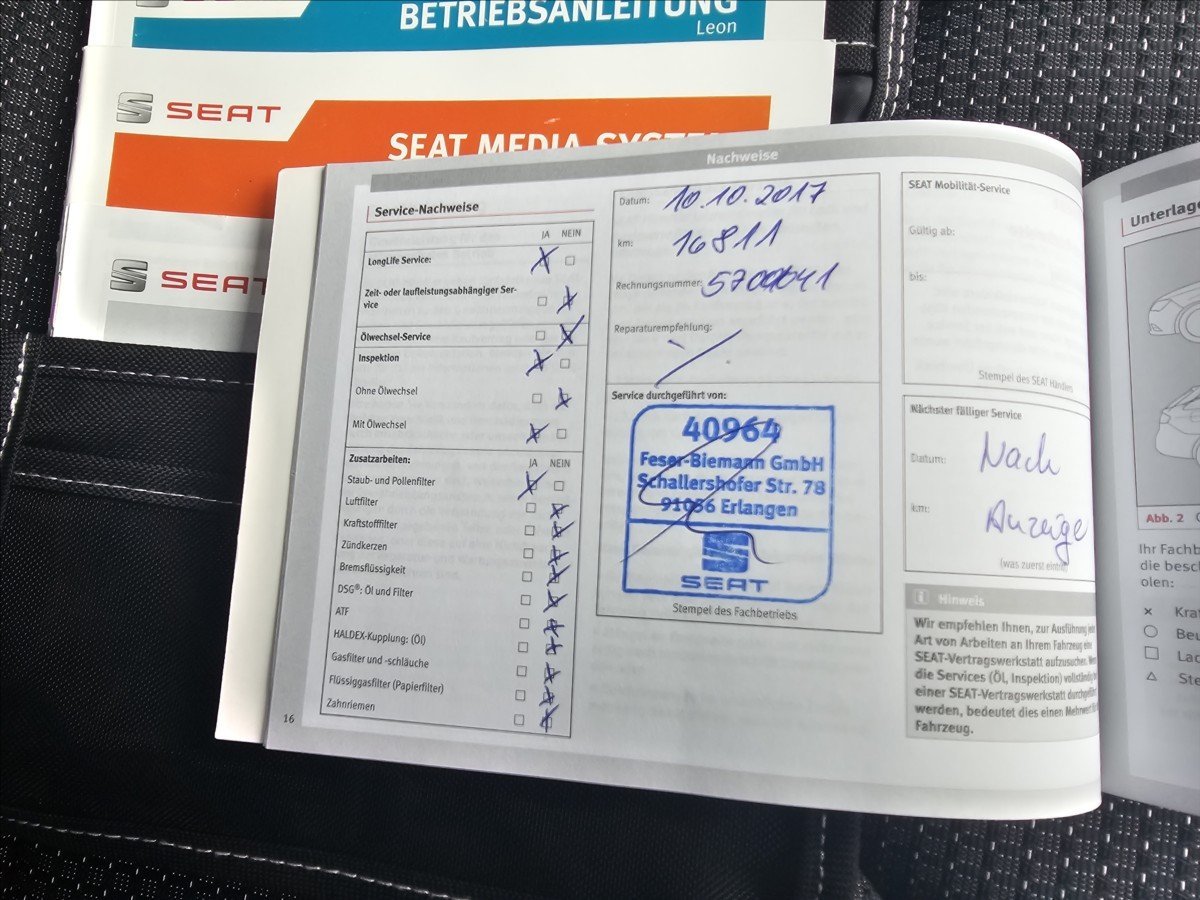 BETRIEBSANLEITUNG
Leon
SEAT
SEAT MEDIA SYSTEM
SEAT
Nachweise
Service-Nachweise
JA NEIN
LongLife Service:
Zeit- oder laufleistungsabhängiger Ser-
vice
Ölwechsel-Service
Inspektion
Ohne Ölwechsel
Mit Ölwechsel
Zusatzarbeiten:
JA NEIN
Staub- und Pollenfilter
Luftfilter
Kraftstofffilter
Zündkerzen
Bremsflüssigkeit
DSG®: Öl und Filter
ATF
HALDEX-Kupplung: (Öl)
Gasfilter und -schläuche
Flüssiggasfilter (Papierfilter)
Zahnriemen
16
Datum: 10.10.2017
km: 16811
Rechnungsnummer:
Reparaturempfehlung:
Service durchgeführt von:
40964
Feser-Biemann GmbH
Schallershofer Str. 78
91056 Erlangen
SEAT
Stempel des Fachbetriebs
SEAT Mobilität-Service
Gültig ab:
bis:
Stempel des SEAT Händlers
Nächster fälliger Service
Datum: Nach
km: Anzeige
(was zuerst eintritt)
Hinweis
Wir empfehlen Ihnen, zur Ausführung
Art von Arbeiten an Ihrem Fahrzeug
SEAT-Vertragswerkstatt aufzusuchen.
die Services (Öl, Inspektion) vollständig
einer SEAT-Vertragswerkstatt
werden, bedeutet dies einen Mehrwert
Fahrzeug.
Unterlage
Abb. 2
Ihr Fachb
die besch
olen:
× Kra
Beu
Lac
Ste